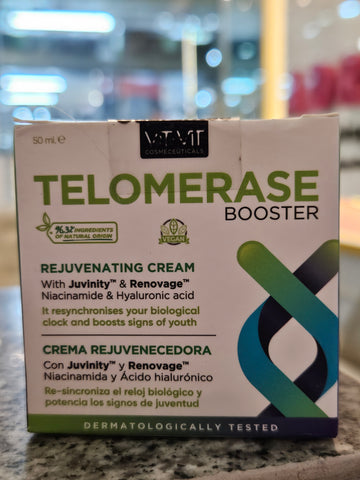 50 mL e
VITVIT
COSMECEUTICALS
TELOMERASE
BOOSTER
INGREDIENTS
OF NATURAL ORIGIN
VEGAN
REJUVENATING CREAM
With Juvinity™ & Renovage™
Niacinamide & Hyaluronic acid
It resynchronises your biological
clock and boosts signs of youth
CREMA REJUVENECEDORA
Con Juvinity™ y Renovage™
Niacinamida y Ácido hialurónico
Re-sincroniza el reloj biológico y
potencia los signos de juventud
DERMATOLOGICALLY TESTED